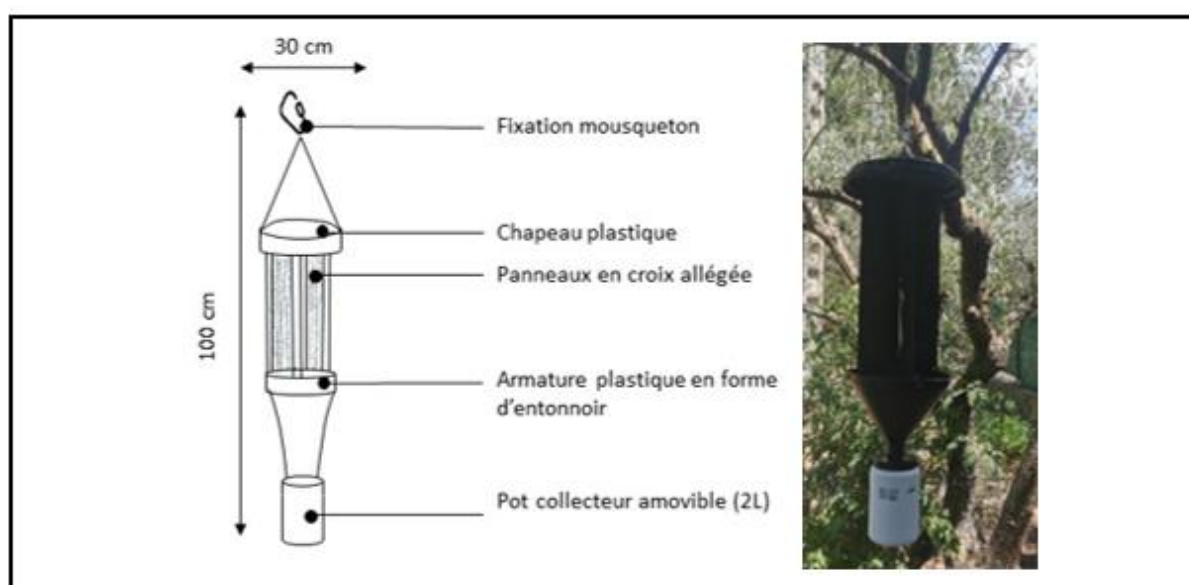 30 cm
100 cm
Fixation mousqueton
Chapeau plastique
Panneaux en croix allégée
Armature plastique en forme
d'entonnoir
Pot collecteur amovible (2L)